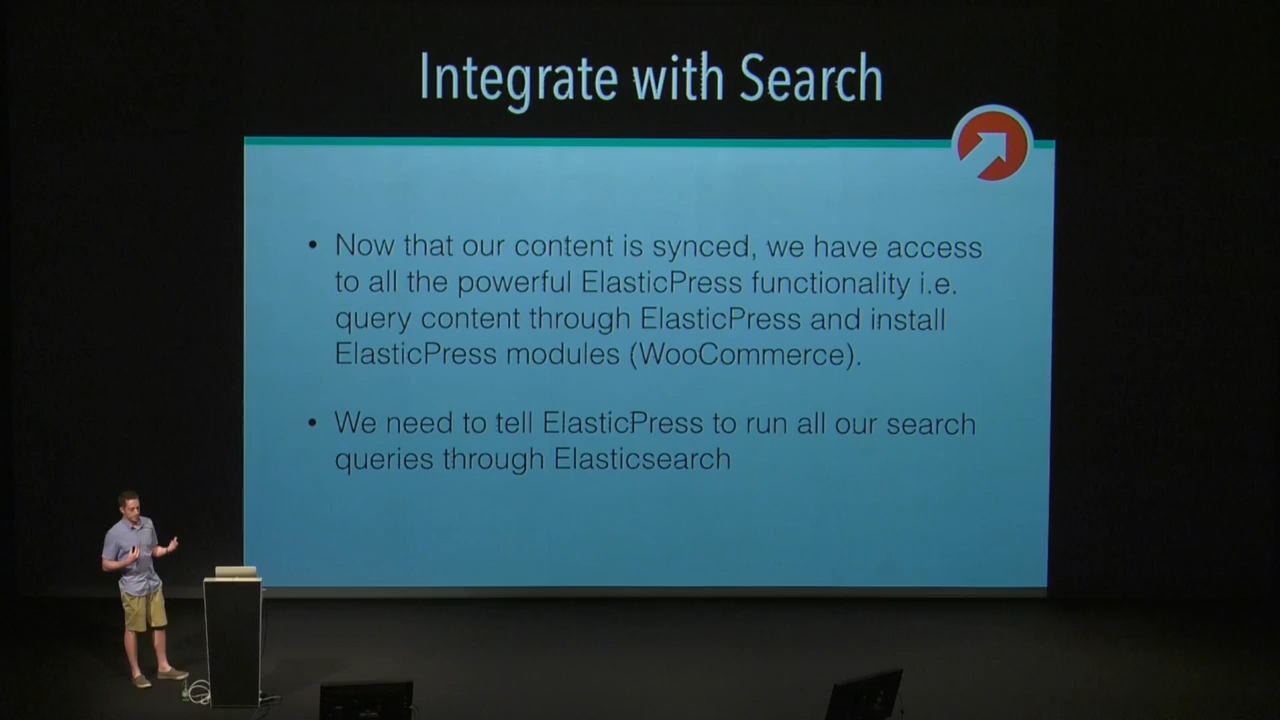 Integrate with Search
• Now that our content is synced, we have access
to all the powerful ElasticPress functionality i.e.
query content through ElasticPress and install
ElasticPress modules (WooCommerce).
• We need to tell ElasticPress to run all our search
queries through Elasticsearch